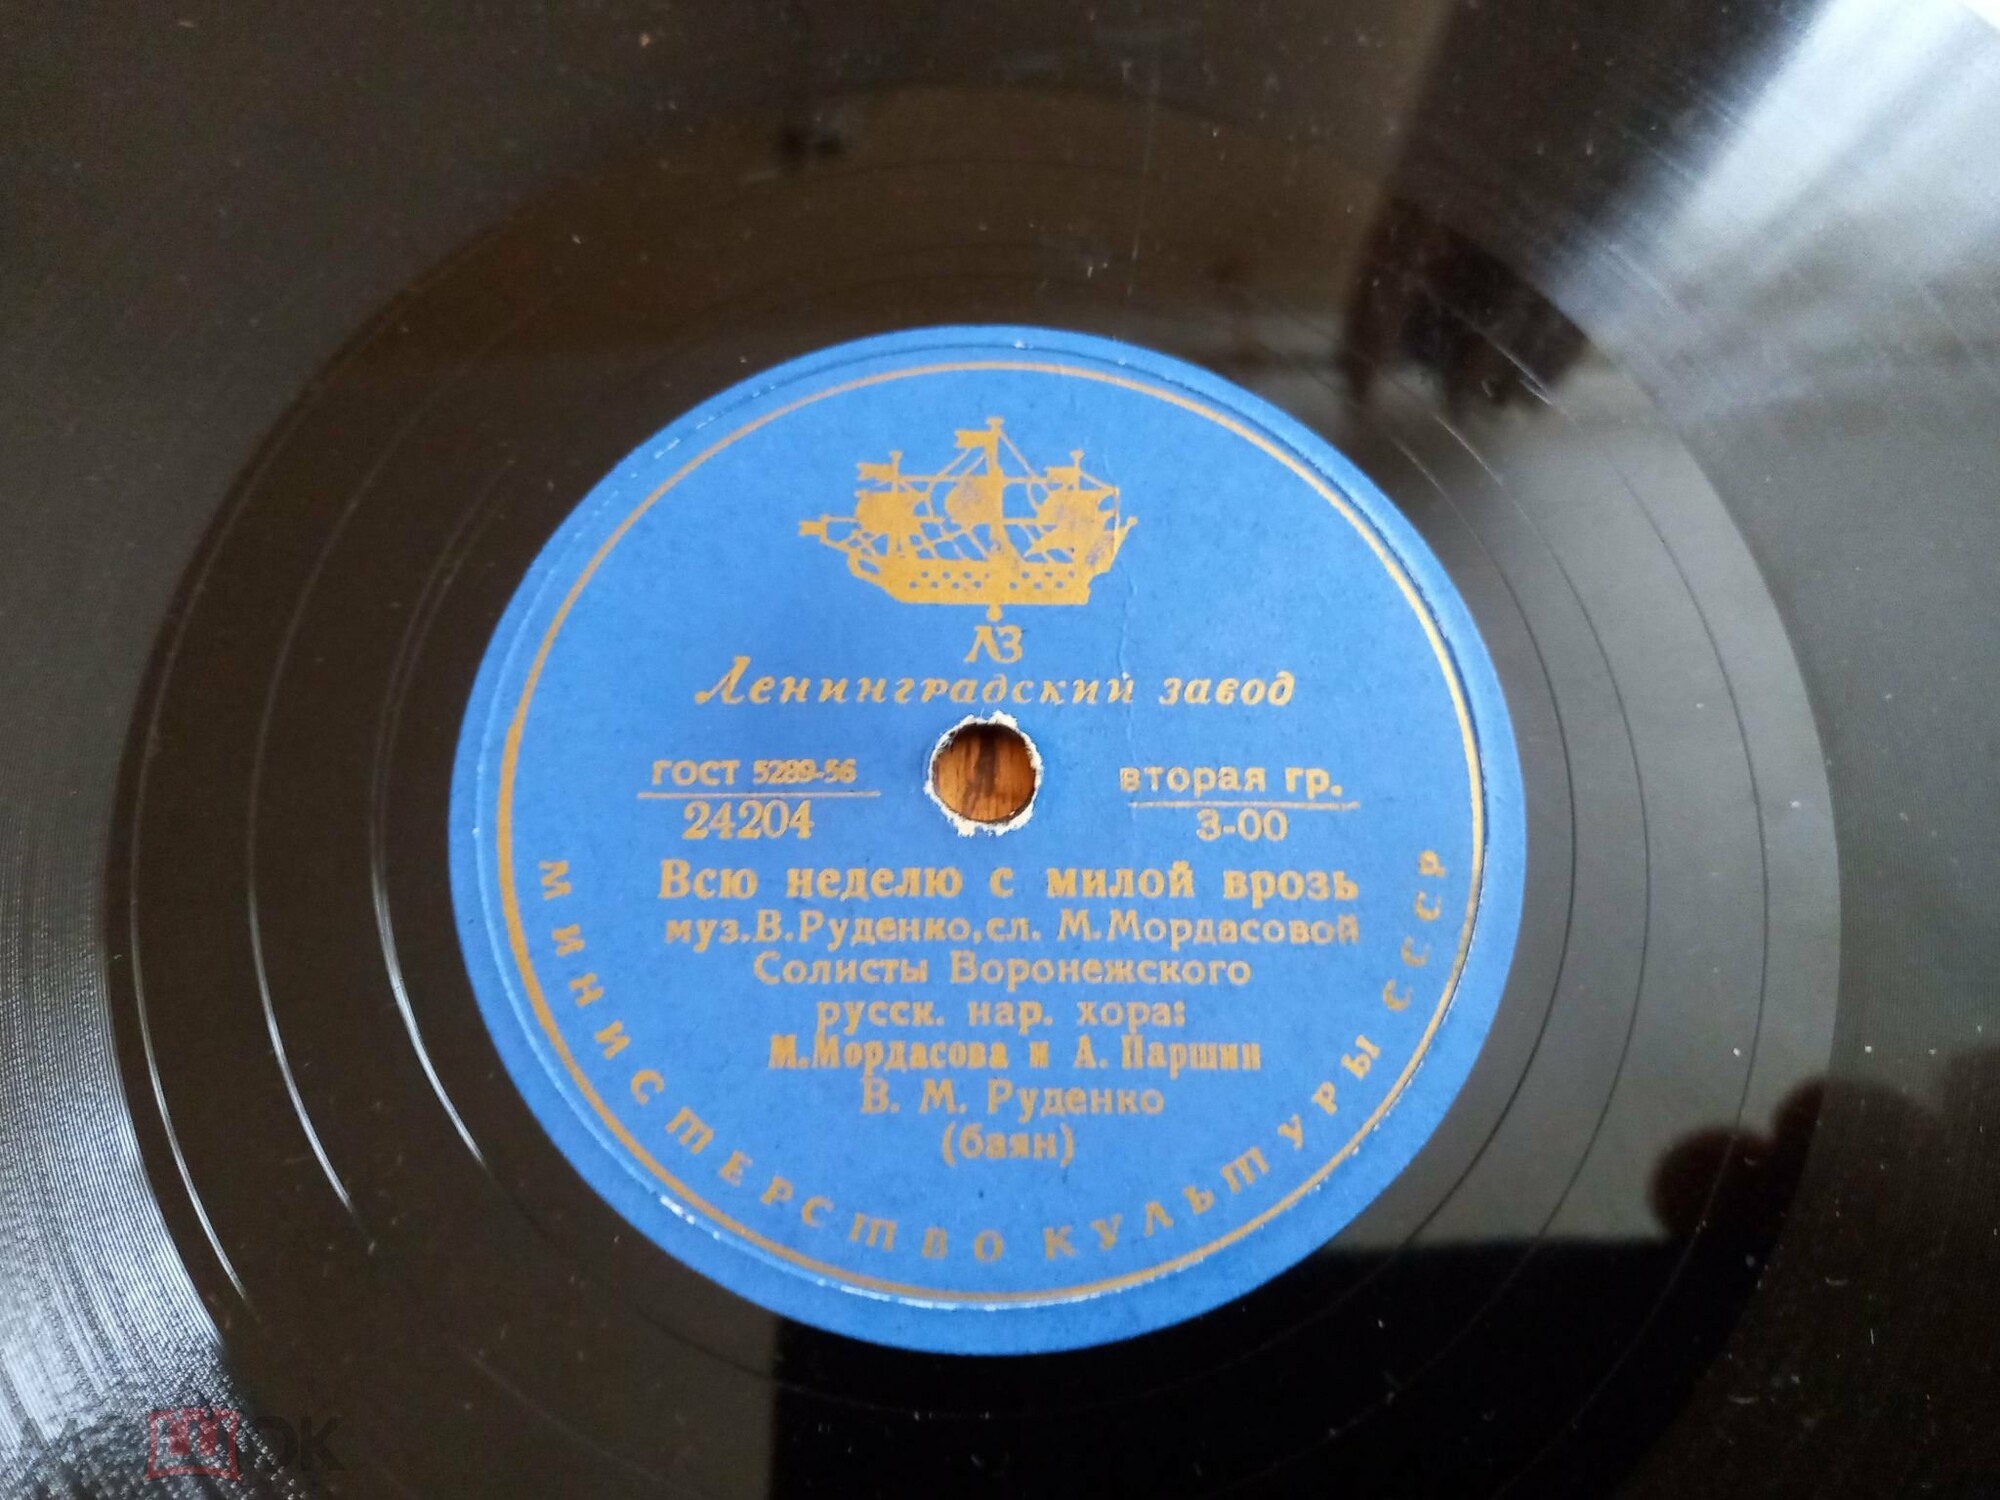 ЛЗ
Ленинградский завод
ГОСТ 5289-56
24204
вторая гр.
3-00
Всю неделю с милой врозь
муз.В.Руденко,сл. М.Мордасовой
Солисты Воронежского
русск. нар. хора:
М.Мордасова и А. Паршин
В. М. Руденко
(баян)
МИНИСТЕРСТВО КУЛЬТУРЫ СССР